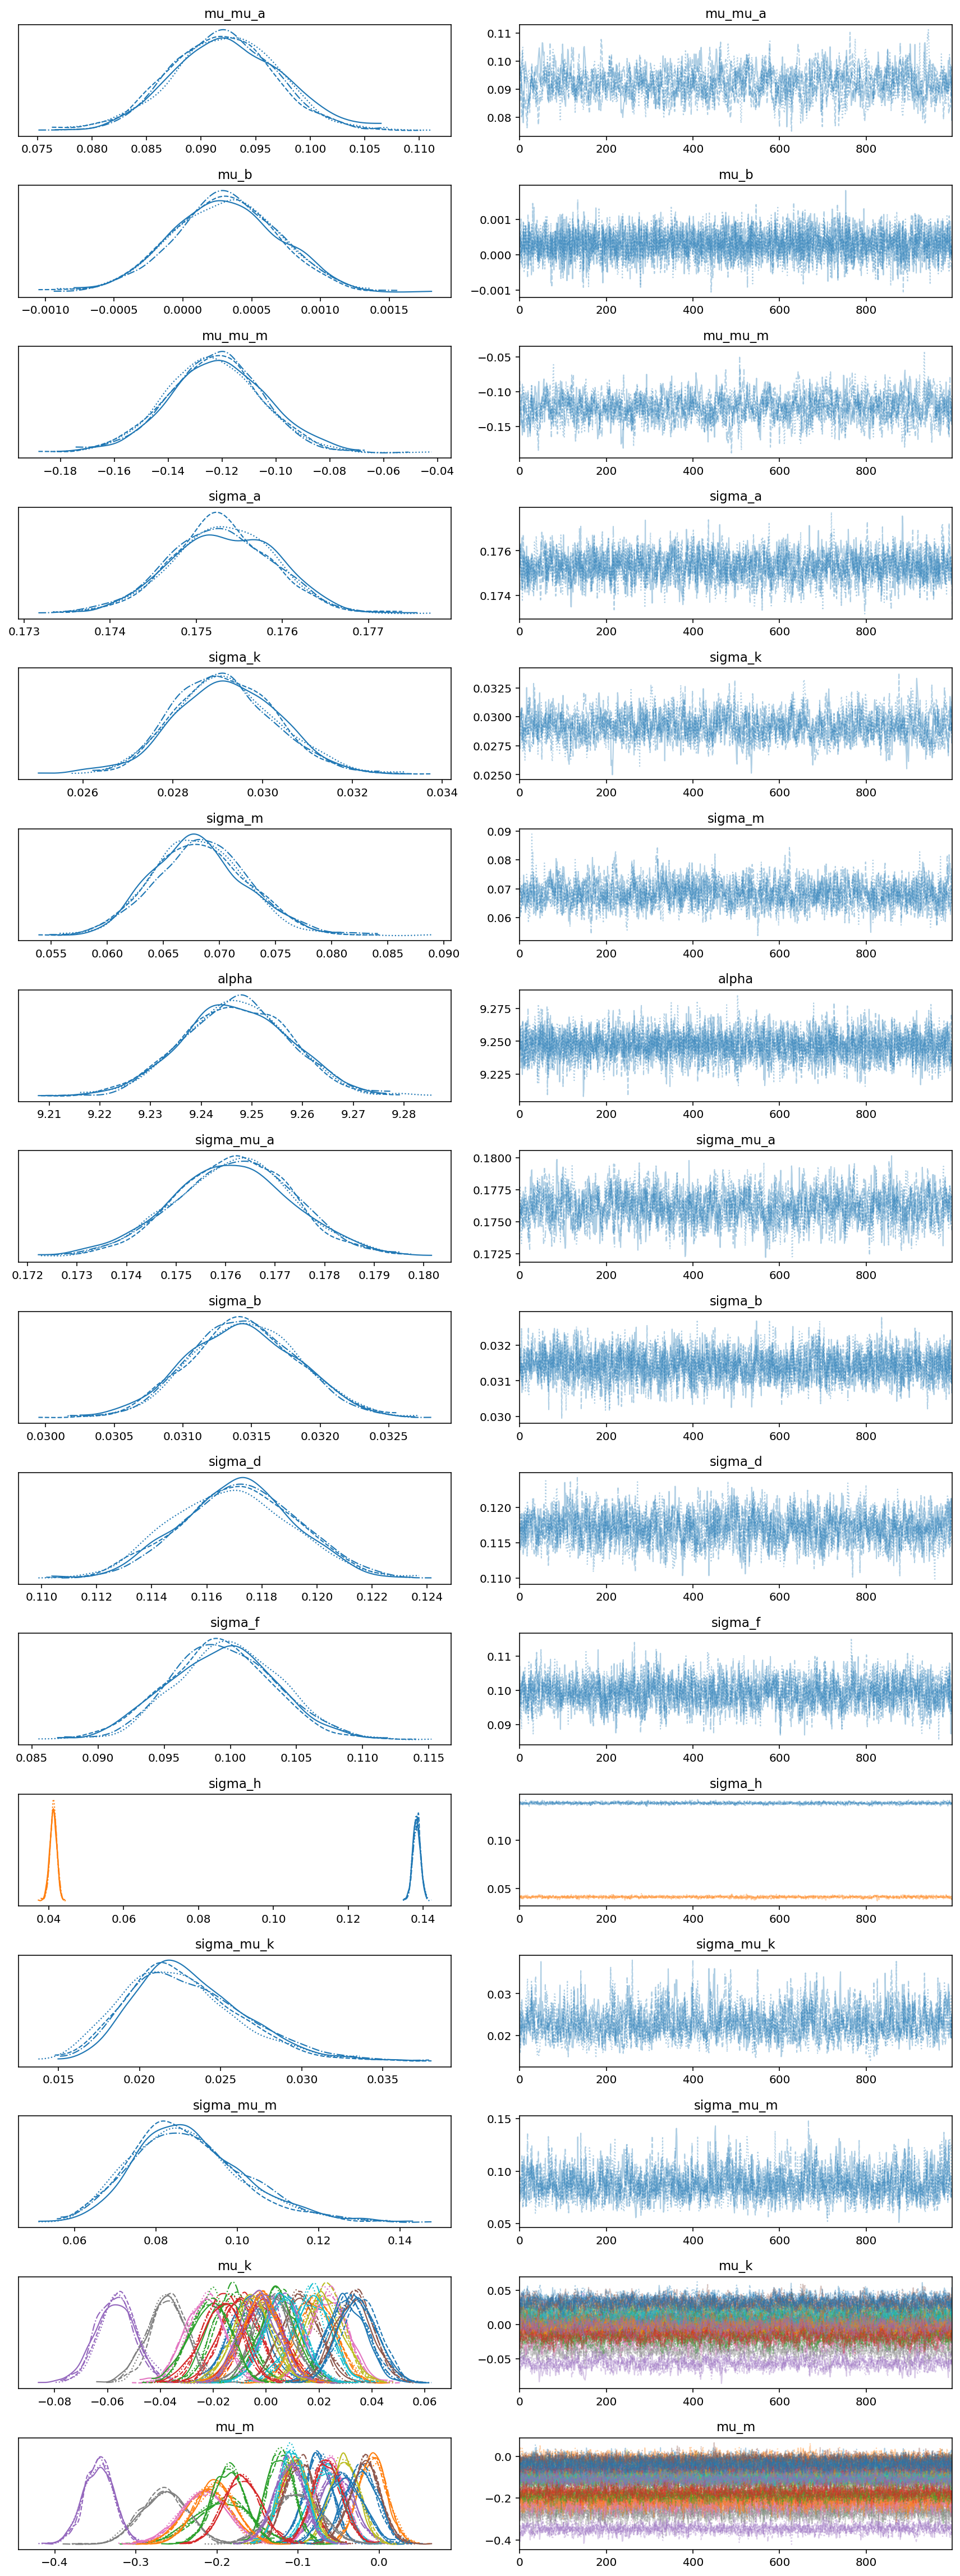 mu_mu_a mu_mu_a
0.11
0.10
0.09
0.08
0.075 0.080 0.085 0.090 0.095 0.100 0.105 0.110 0 200 400 600 800
mu_b mu_b
0.001
0.000
−0.001
−0.0010 −0.0005 0.0000 0.0005 0.0010 0.0015 0 200 400 600 800
mu_mu_m mu_mu_m
−0.05
−0.10
−0.15
−0.18 −0.16 −0.14 −0.12 −0.10 −0.08 −0.06 −0.04 0 200 400 600 800
sigma_a sigma_a
0.176
0.174
0.173 0.174 0.175 0.176 0.177 0 200 400 600 800
sigma_k sigma_k
0.0325
0.0300
0.0275
0.0250
0.026 0.028 0.030 0.032 0.034 0 200 400 600 800
sigma_m sigma_m
0.09
0.08
0.07
0.06
0.055 0.060 0.065 0.070 0.075 0.080 0.085 0.090 0 200 400 600 800
alpha alpha
9.275
9.250
9.225
9.21 9.22 9.23 9.24 9.25 9.26 9.27 9.28 0 200 400 600 800
sigma_mu_a sigma_mu_a
0.1800
0.1775
0.1750
0.1725
0.172 0.173 0.174 0.175 0.176 0.177 0.178 0.179 0.180 0 200 400 600 800
sigma_b sigma_b
0.032
0.031
0.030
0.0300 0.0305 0.0310 0.0315 0.0320 0.0325 0 200 400 600 800
sigma_d sigma_d
0.120
0.115
0.110
0.110 0.112 0.114 0.116 0.118 0.120 0.122 0.124 0 200 400 600 800
sigma_f sigma_f
0.11
0.10
0.09
0.085 0.090 0.095 0.100 0.105 0.110 0.115 0 200 400 600 800
sigma_h sigma_h
0.10
0.05
0.04 0.06 0.08 0.10 0.12 0.14 0 200 400 600 800
sigma_mu_k sigma_mu_k
0.03
0.02
0.015 0.020 0.025 0.030 0.035 0 200 400 600 800
sigma_mu_m sigma_mu_m
0.15
0.10
0.05
0.06 0.08 0.10 0.12 0.14 0 200 400 600 800
mu_k mu_k
0.05
0.00
−0.05
−0.08 −0.06 −0.04 −0.02 0.00 0.02 0.04 0.06 0 200 400 600 800
mu_m mu_m
0.0
−0.2
−0.4
−0.4 −0.3 −0.2 −0.1 0.0 0 200 400 600 800